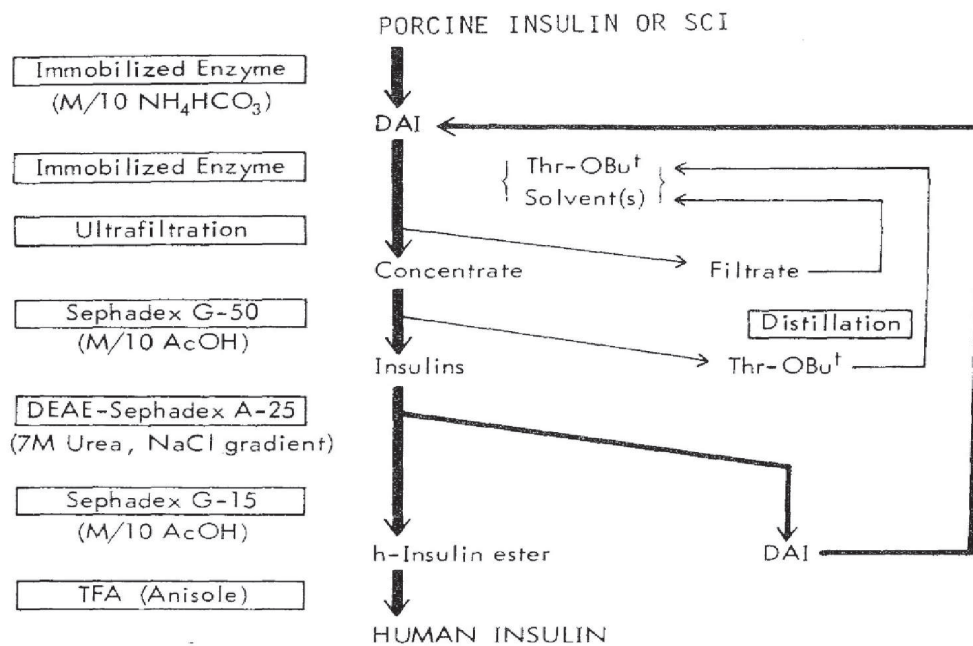 PORCINE INSULIN OR SCI
Immobilized Enzyme
(M/10 NH₄HCO₃)
DAI
Immobilized Enzyme
Thr-OBuᵗ
Solvent(s)
Ultrafiltration
Concentrate
Filtrate
Sephadex G-50
(M/10 AcOH)
Distillation
Insulins
Thr-OBuᵗ
DEAE-Sephadex A-25
(7M Urea, NaCl gradient)
Sephadex G-15
(M/10 AcOH)
h-Insulin ester
DAI
TFA (Anisole)
HUMAN INSULIN